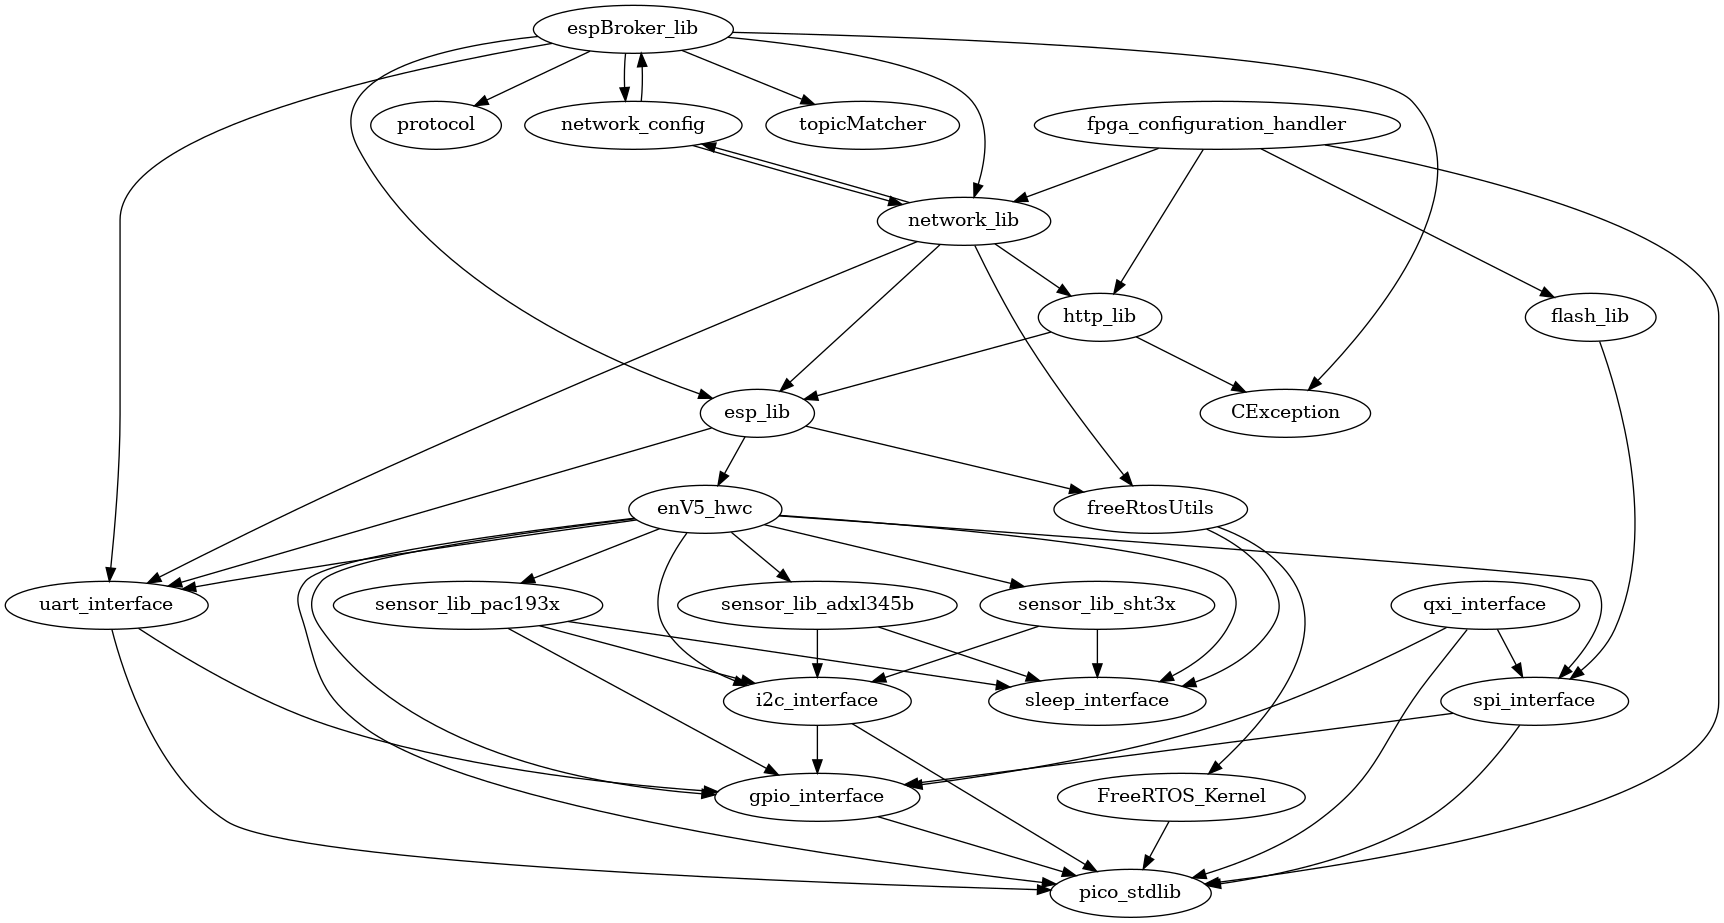 espBroker_lib
protocol
network_config
topicMatcher
fpga_configuration_handler
network_lib
http_lib
flash_lib
esp_lib
CException
enV5_hwc
freeRtosUtils
uart_interface
sensor_lib_pac193x
sensor_lib_adxl345b
sensor_lib_sht3x
qxi_interface
i2c_interface
sleep_interface
spi_interface
gpio_interface
FreeRTOS_Kernel
pico_stdlib